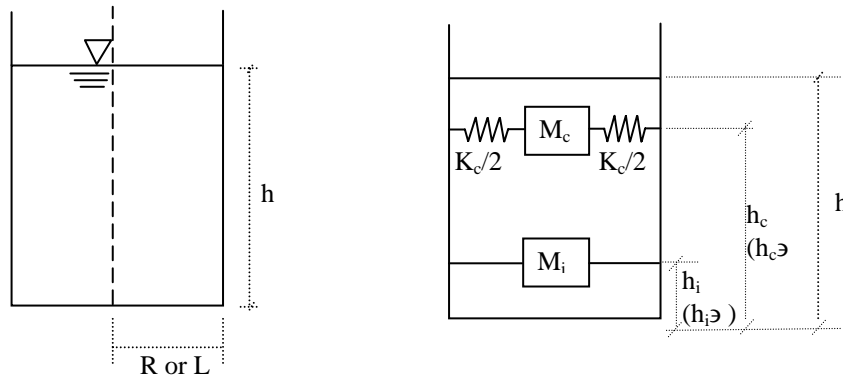 h
R or L
M_c
K_c/2 K_c/2
M_i
h_c
(h_c϶
h_i
(h_i϶ )
h